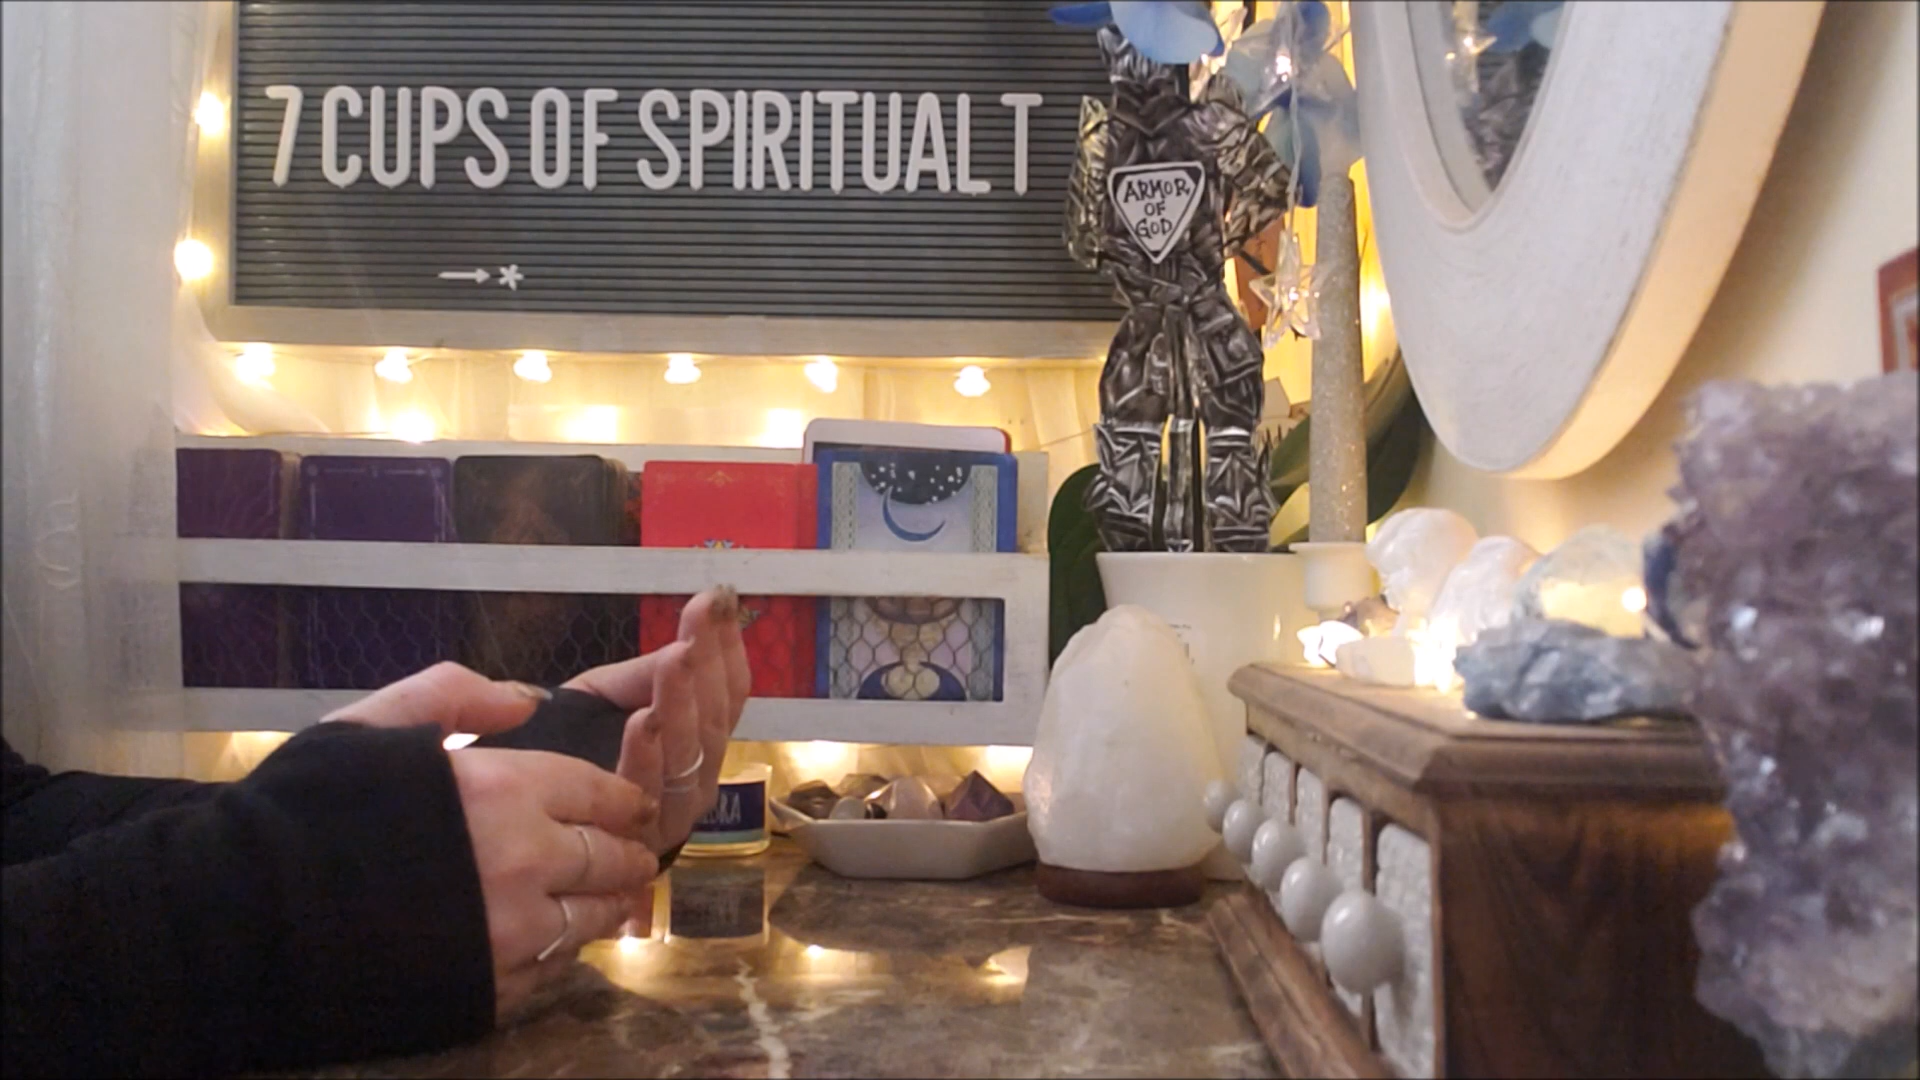 7 CUPS OF SPIRITUAL T
ARMOR
OF
GOD